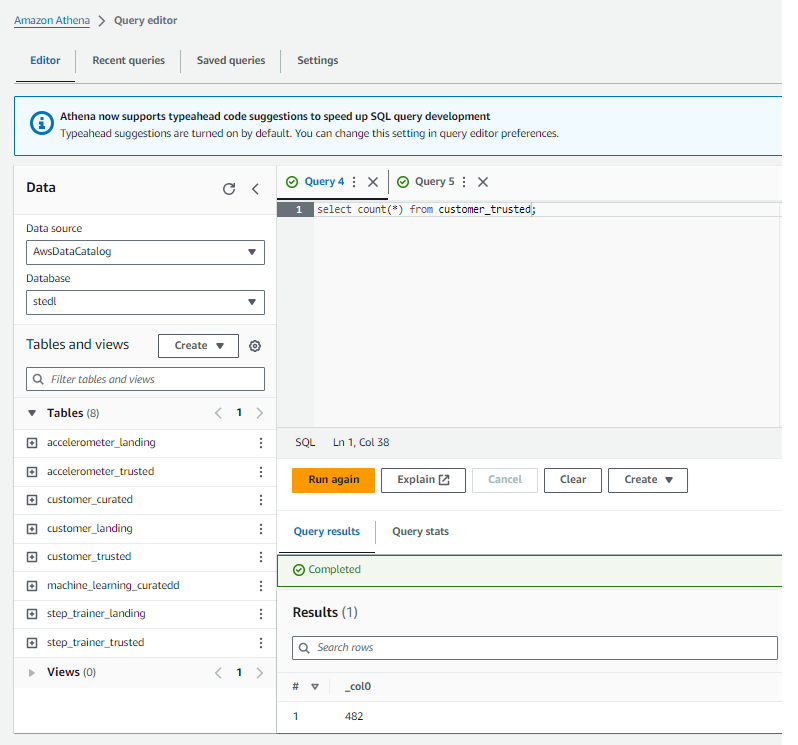 Amazon Athena > Query editor
Editor Recent queries Saved queries Settings
Athena now supports typeahead code suggestions to speed up SQL query development
Typeahead suggestions are turned on by default. You can change this setting in query editor preferences.
Data
Data source
AwsDataCatalog
Database
stedl
Tables and views Create
Filter tables and views
Tables (8) 1
accelerometer_landing
accelerometer_trusted
customer_curated
customer_landing
customer_trusted
machine_learning_curatedd
step_trainer_landing
step_trainer_trusted
Views (0) 1
Query 4 Query 5
1 select count(*) from customer_trusted;
SQL Ln 1, Col 38
Run again Explain Cancel Clear Create
Query results Query stats
Completed
Results (1)
Search rows
# _col0
1 482